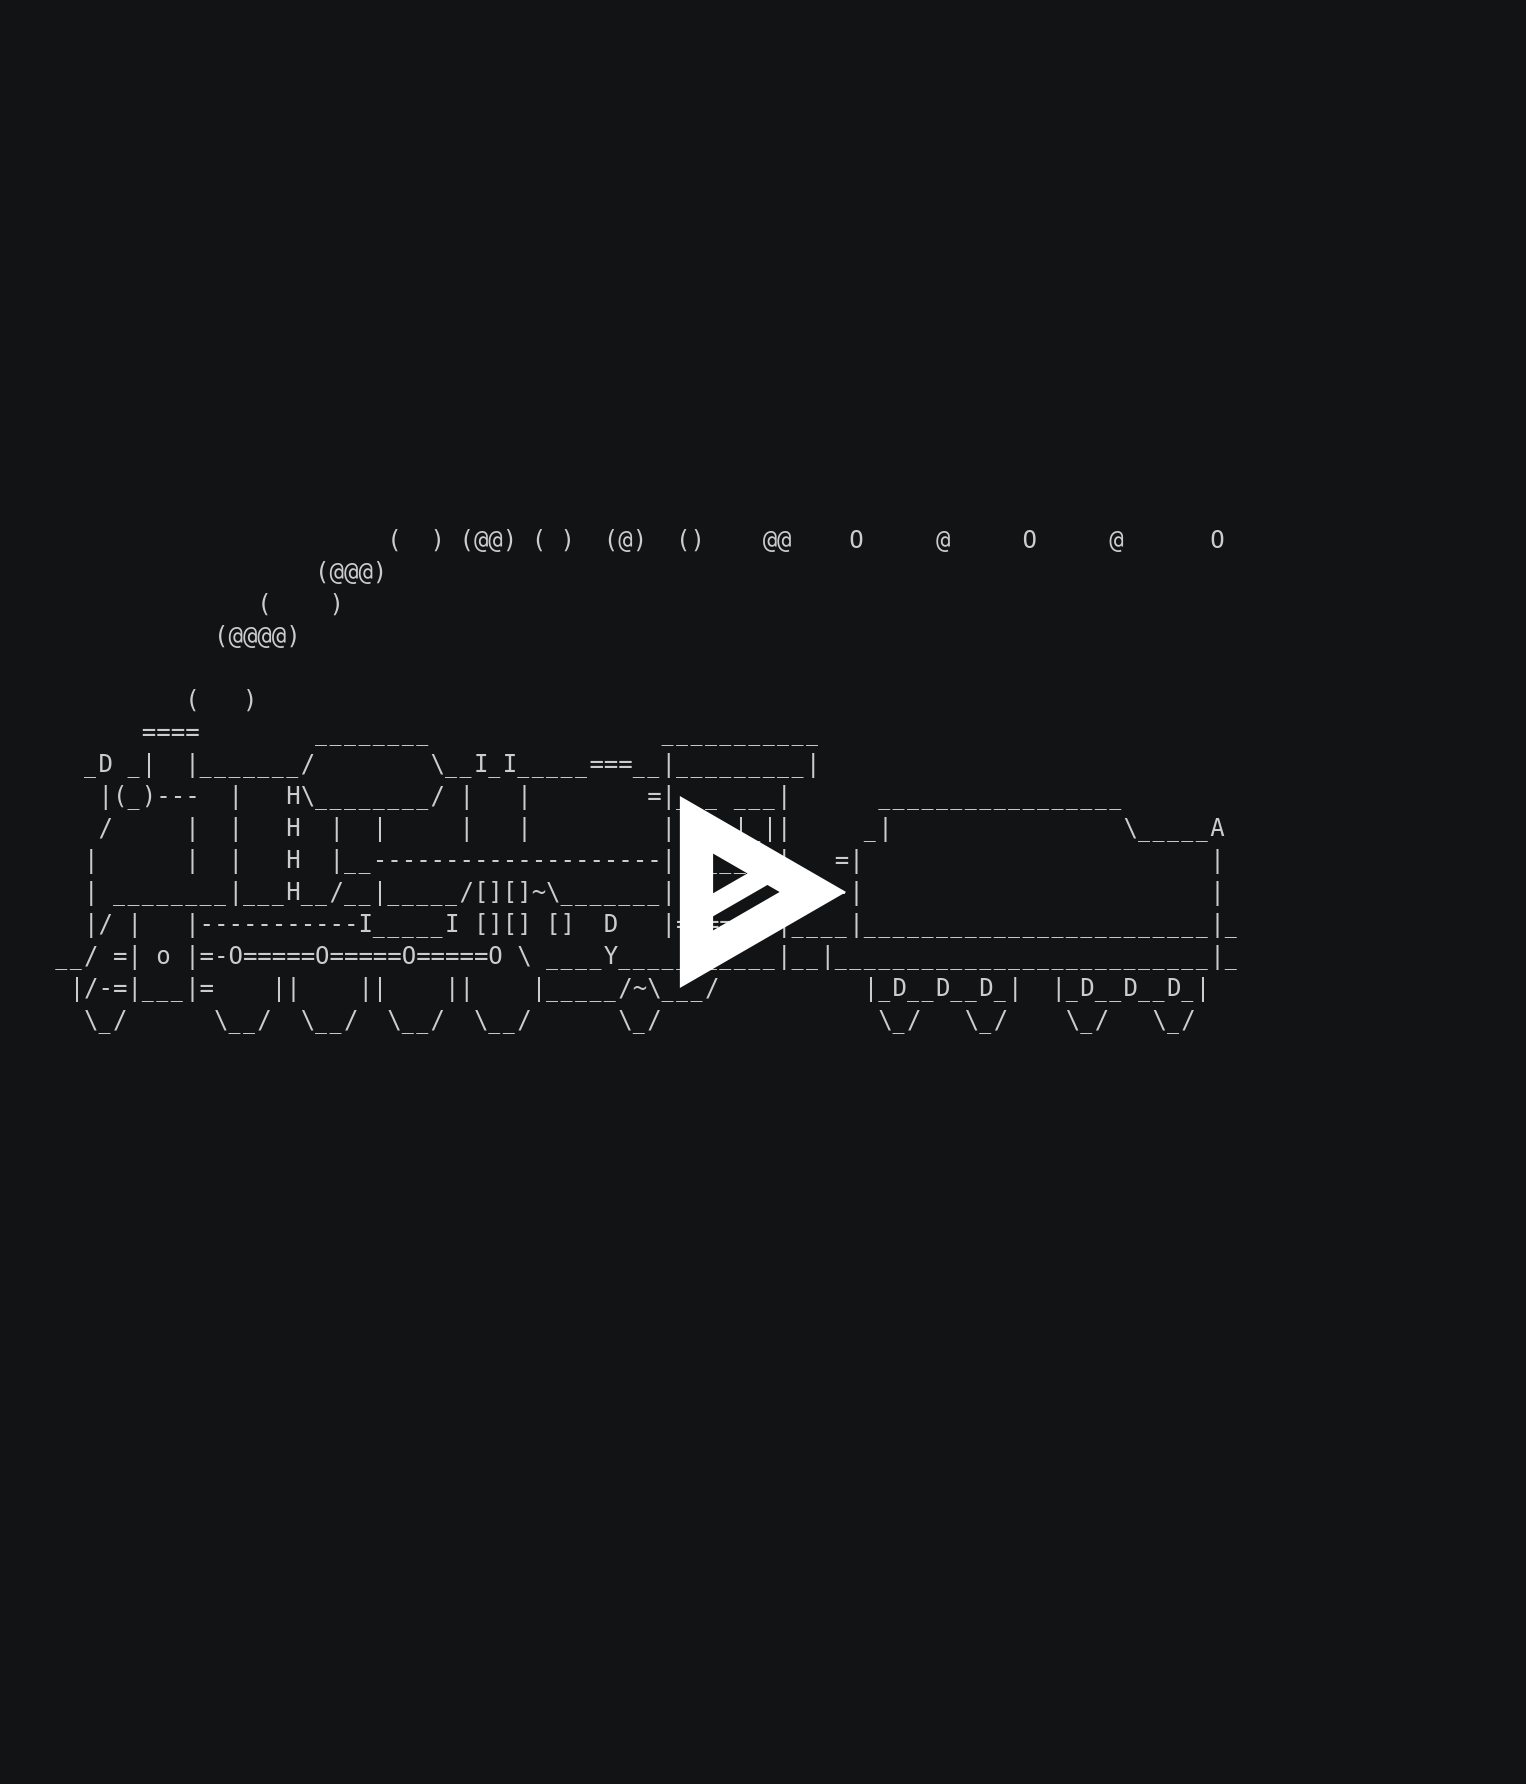 (  ) (@@) ( )  (@)  ()    @@    O     @     O     @      O
                  (@@@)
              (    )
           (@@@@)
         (   )
      ====        ________                ___________
  _D _|  |_______/        \__I_I_____===__|_________|
   |(_)---  |   H\________/ |   |        =|___ ___|      _________________
   /     |  |   H  |  |     |   |         ||_| |_||     _|                \_____A
  |      |  |   H  |__--------------------| [___] |   =|                        |
  | ________|___H__/__|_____/[][]~\_______|       |   -|                        |
  |/ |   |-----------I_____I [][] []  D   |=======|____|________________________|_
__/ =| o |=-O=====O=====O=====O \ ____Y___________|__|__________________________|_
 |/-=|___|=    ||    ||    ||    |_____/~\___/          |_D__D__D_|  |_D__D__D_|
  \_/      \__/  \__/  \__/  \__/      \_/               \_/   \_/    \_/   \_/